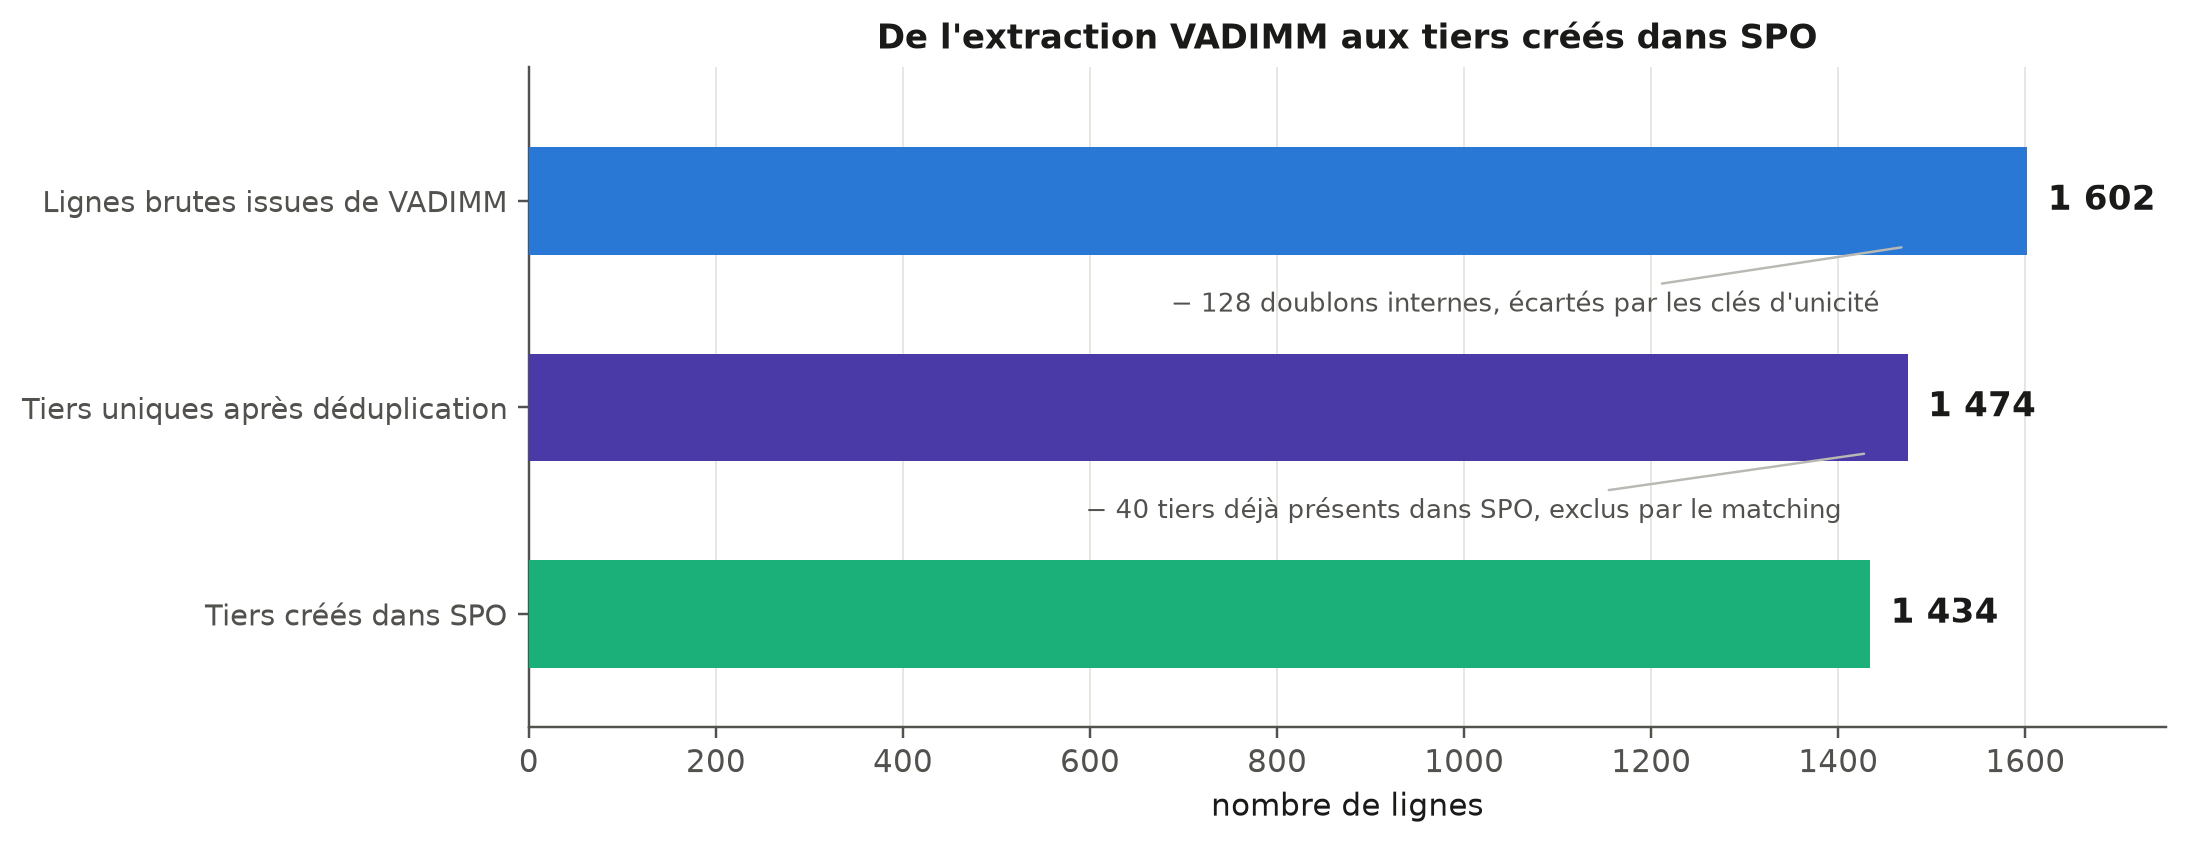 De l'extraction VADIMM aux tiers créés dans SPO
Lignes brutes issues de VADIMM
1 602
− 128 doublons internes, écartés par les clés d'unicité
Tiers uniques après déduplication
1 474
− 40 tiers déjà présents dans SPO, exclus par le matching
Tiers créés dans SPO
1 434
0 200 400 600 800 1000 1200 1400 1600
nombre de lignes